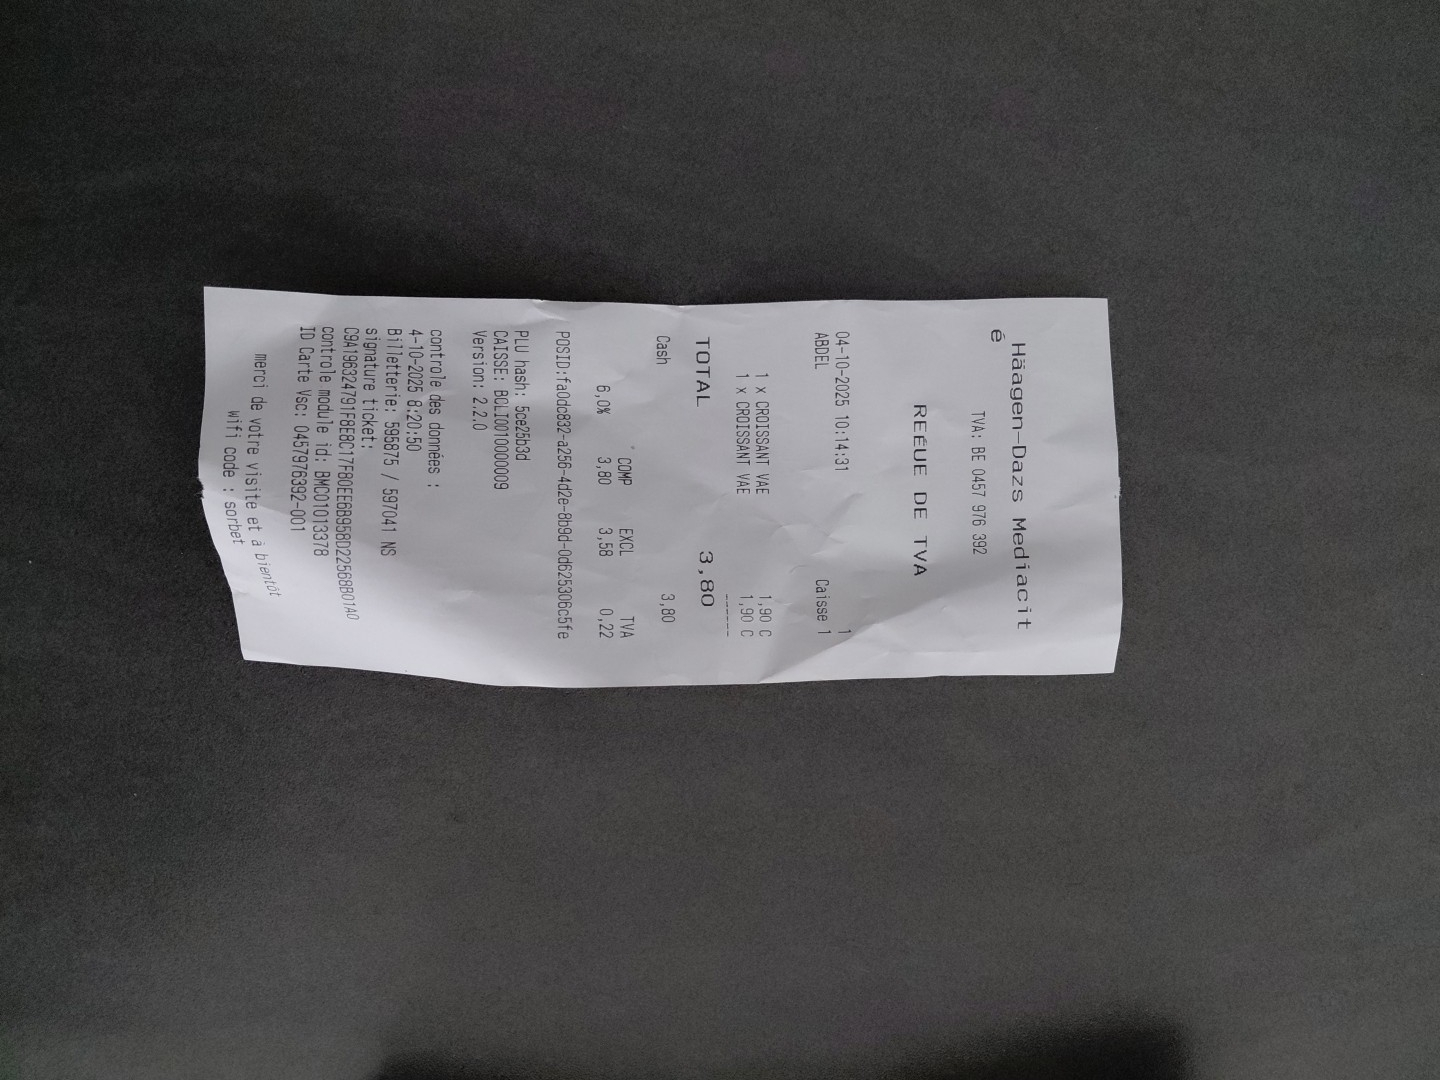 Häagen-Dazs Mediacit
é
TVA: BE 0457 976 392
REÉUE DE TVA
04-10-2025 10:14:31 1
ABDEL Caisse 1
1 x CROISSANT VAE 1,90 C
1 x CROISSANT VAE 1,90 C
------
TOTAL 3,80
Cash 3,80
COMP EXCL TVA
6,0% 3,80 3,58 0,22
POSID:fa0dc832-a256-4d2e-8b9d-0d625306c5fe
PLU hash: 5ce25b3d
CAISSE: BOLI0010000009
Version: 2.2.0
controle des données :
4-10-2025 8:20:50
Billetterie: 595875 / 597041 NS
signature ticket:
C9A196324791F8E8C17FB0EE6B958D22568B01A0
controle module id: BMC01013378
ID Carte Vsc: 0457976392-001
merci de votre visite et à bientôt
wifi code : sorbet